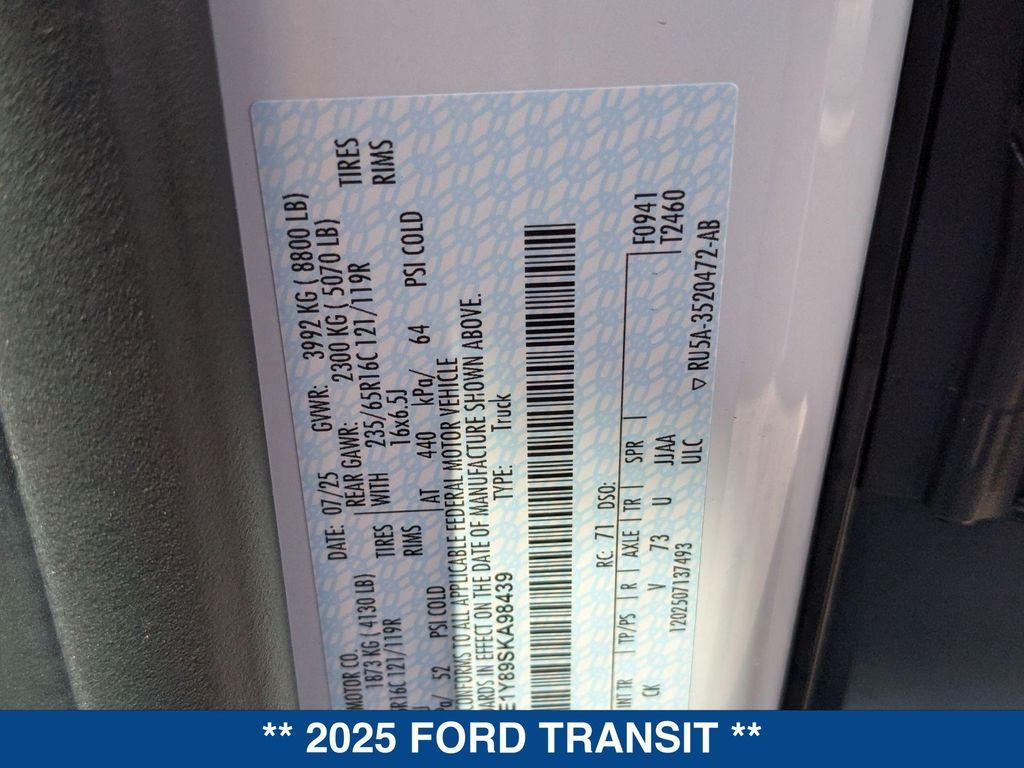 MOTOR CO.
DATE: 07/25 GVWR: 3992 KG ( 8800 LB)
1873 KG ( 4130 LB) REAR GAWR: 2300 KG ( 5070 LB)
R16C 121/119R TIRES WITH 235/65R16C 121/119R TIRES
RIMS 16x6.5J RIMS
/ 52 PSI COLD AT 440 kPa/ 64 PSI COLD
CONFORMS TO ALL APPLICABLE FEDERAL MOTOR VEHICLE
ARDS IN EFFECT ON THE DATE OF MANUFACTURE SHOWN ABOVE.
E1Y89SKA98439 TYPE: Truck
RC: 71 DSO:
INT TR TP/PS R AXLE TR SPR F0941
CK V 73 U JJAA T2460
1202507137493 ULC
▽ RU5A-3520472-AB
** 2025 FORD TRANSIT **